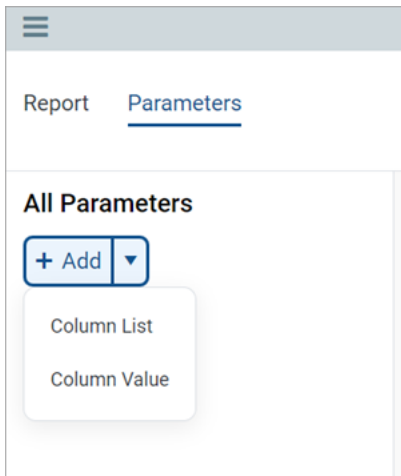 Report Parameters
All Parameters
+ Add
Column List
Column Value